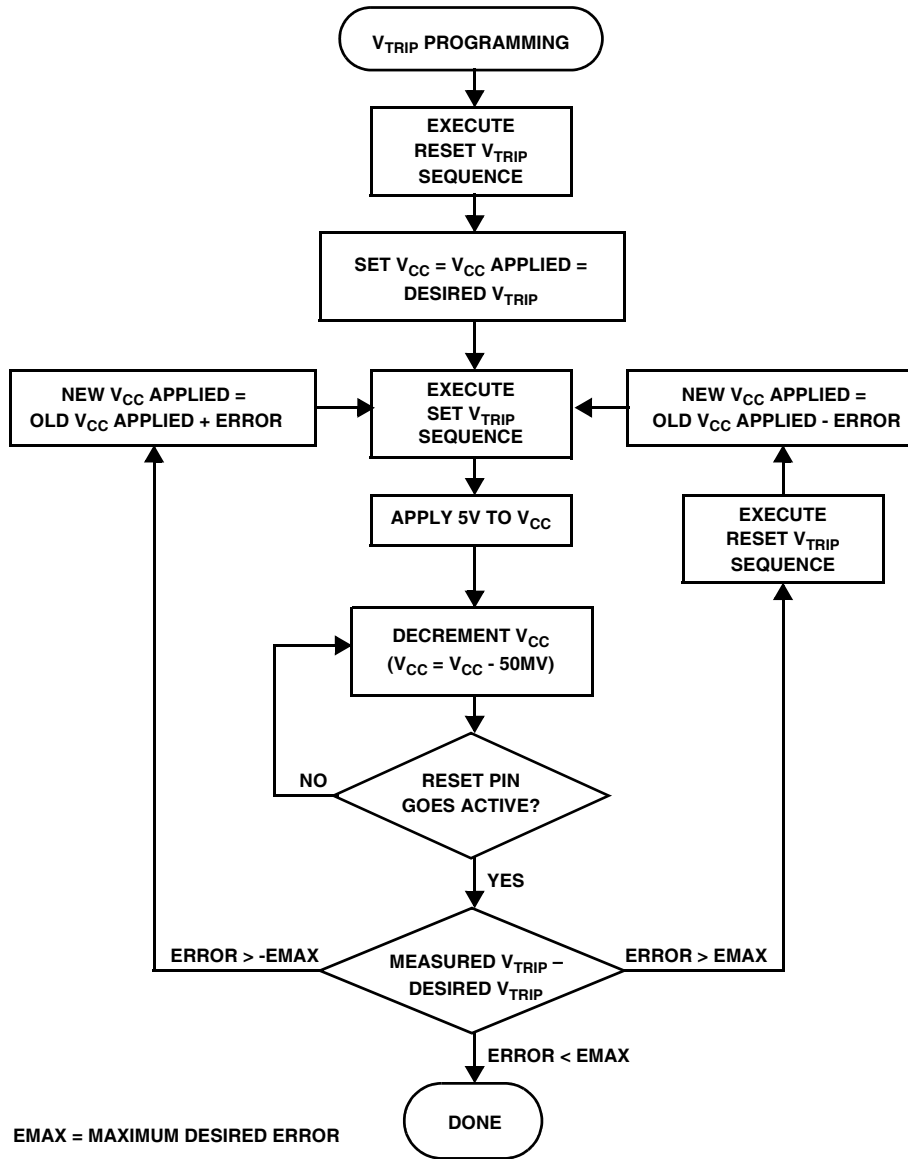 VTRIP PROGRAMMING
EXECUTE
RESET VTRIP
SEQUENCE
SET VCC = VCC APPLIED =
DESIRED VTRIP
NEW VCC APPLIED =
OLD VCC APPLIED + ERROR
EXECUTE
SET VTRIP
SEQUENCE
NEW VCC APPLIED =
OLD VCC APPLIED - ERROR
APPLY 5V TO VCC
EXECUTE
RESET VTRIP
SEQUENCE
DECREMENT VCC
(VCC = VCC - 50MV)
NO
RESET PIN
GOES ACTIVE?
YES
ERROR > -EMAX
MEASURED VTRIP –
DESIRED VTRIP
ERROR > EMAX
ERROR < EMAX
DONE
EMAX = MAXIMUM DESIRED ERROR